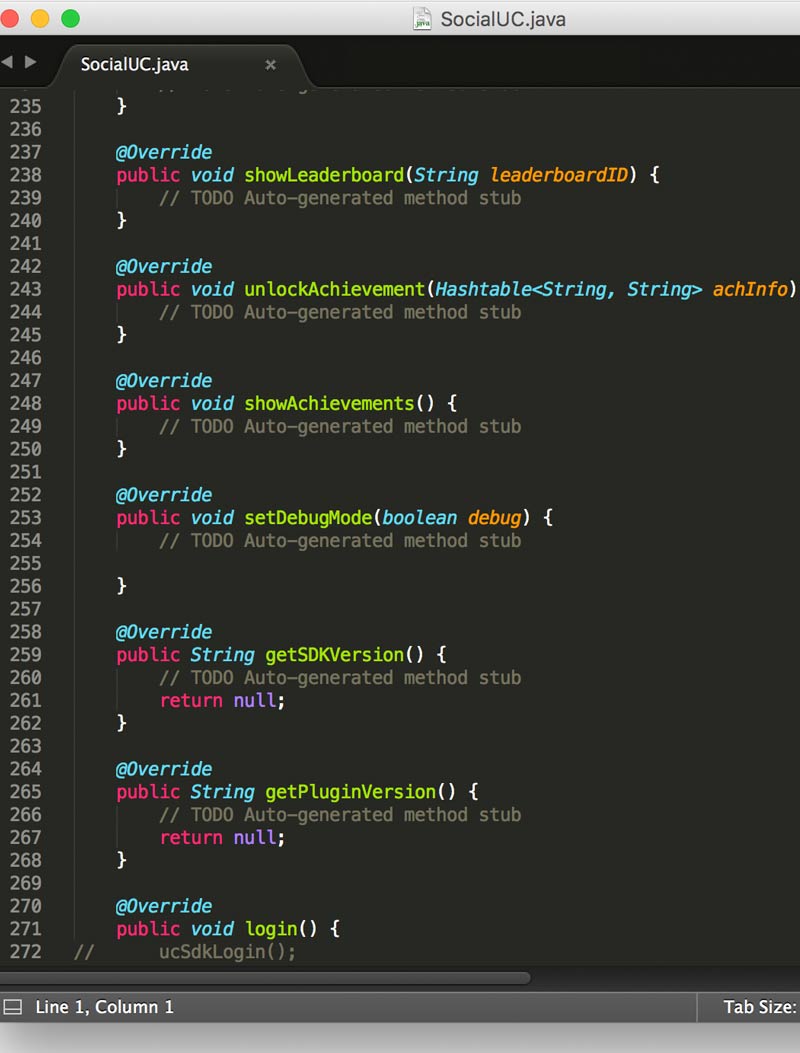 SocialUC.java
SocialUC.java
235 }
236
237 @Override
238 public void showLeaderboard(String leaderboardID) {
239 // TODO Auto-generated method stub
240 }
241
242 @Override
243 public void unlockAchievement(Hashtable<String, String> achInfo)
244 // TODO Auto-generated method stub
245 }
246
247 @Override
248 public void showAchievements() {
249 // TODO Auto-generated method stub
250 }
251
252 @Override
253 public void setDebugMode(boolean debug) {
254 // TODO Auto-generated method stub
255
256 }
257
258 @Override
259 public String getSDKVersion() {
260 // TODO Auto-generated method stub
261 return null;
262 }
263
264 @Override
265 public String getPluginVersion() {
266 // TODO Auto-generated method stub
267 return null;
268 }
269
270 @Override
271 public void login() {
272 // ucSdkLogin();
Line 1, Column 1 Tab Size: